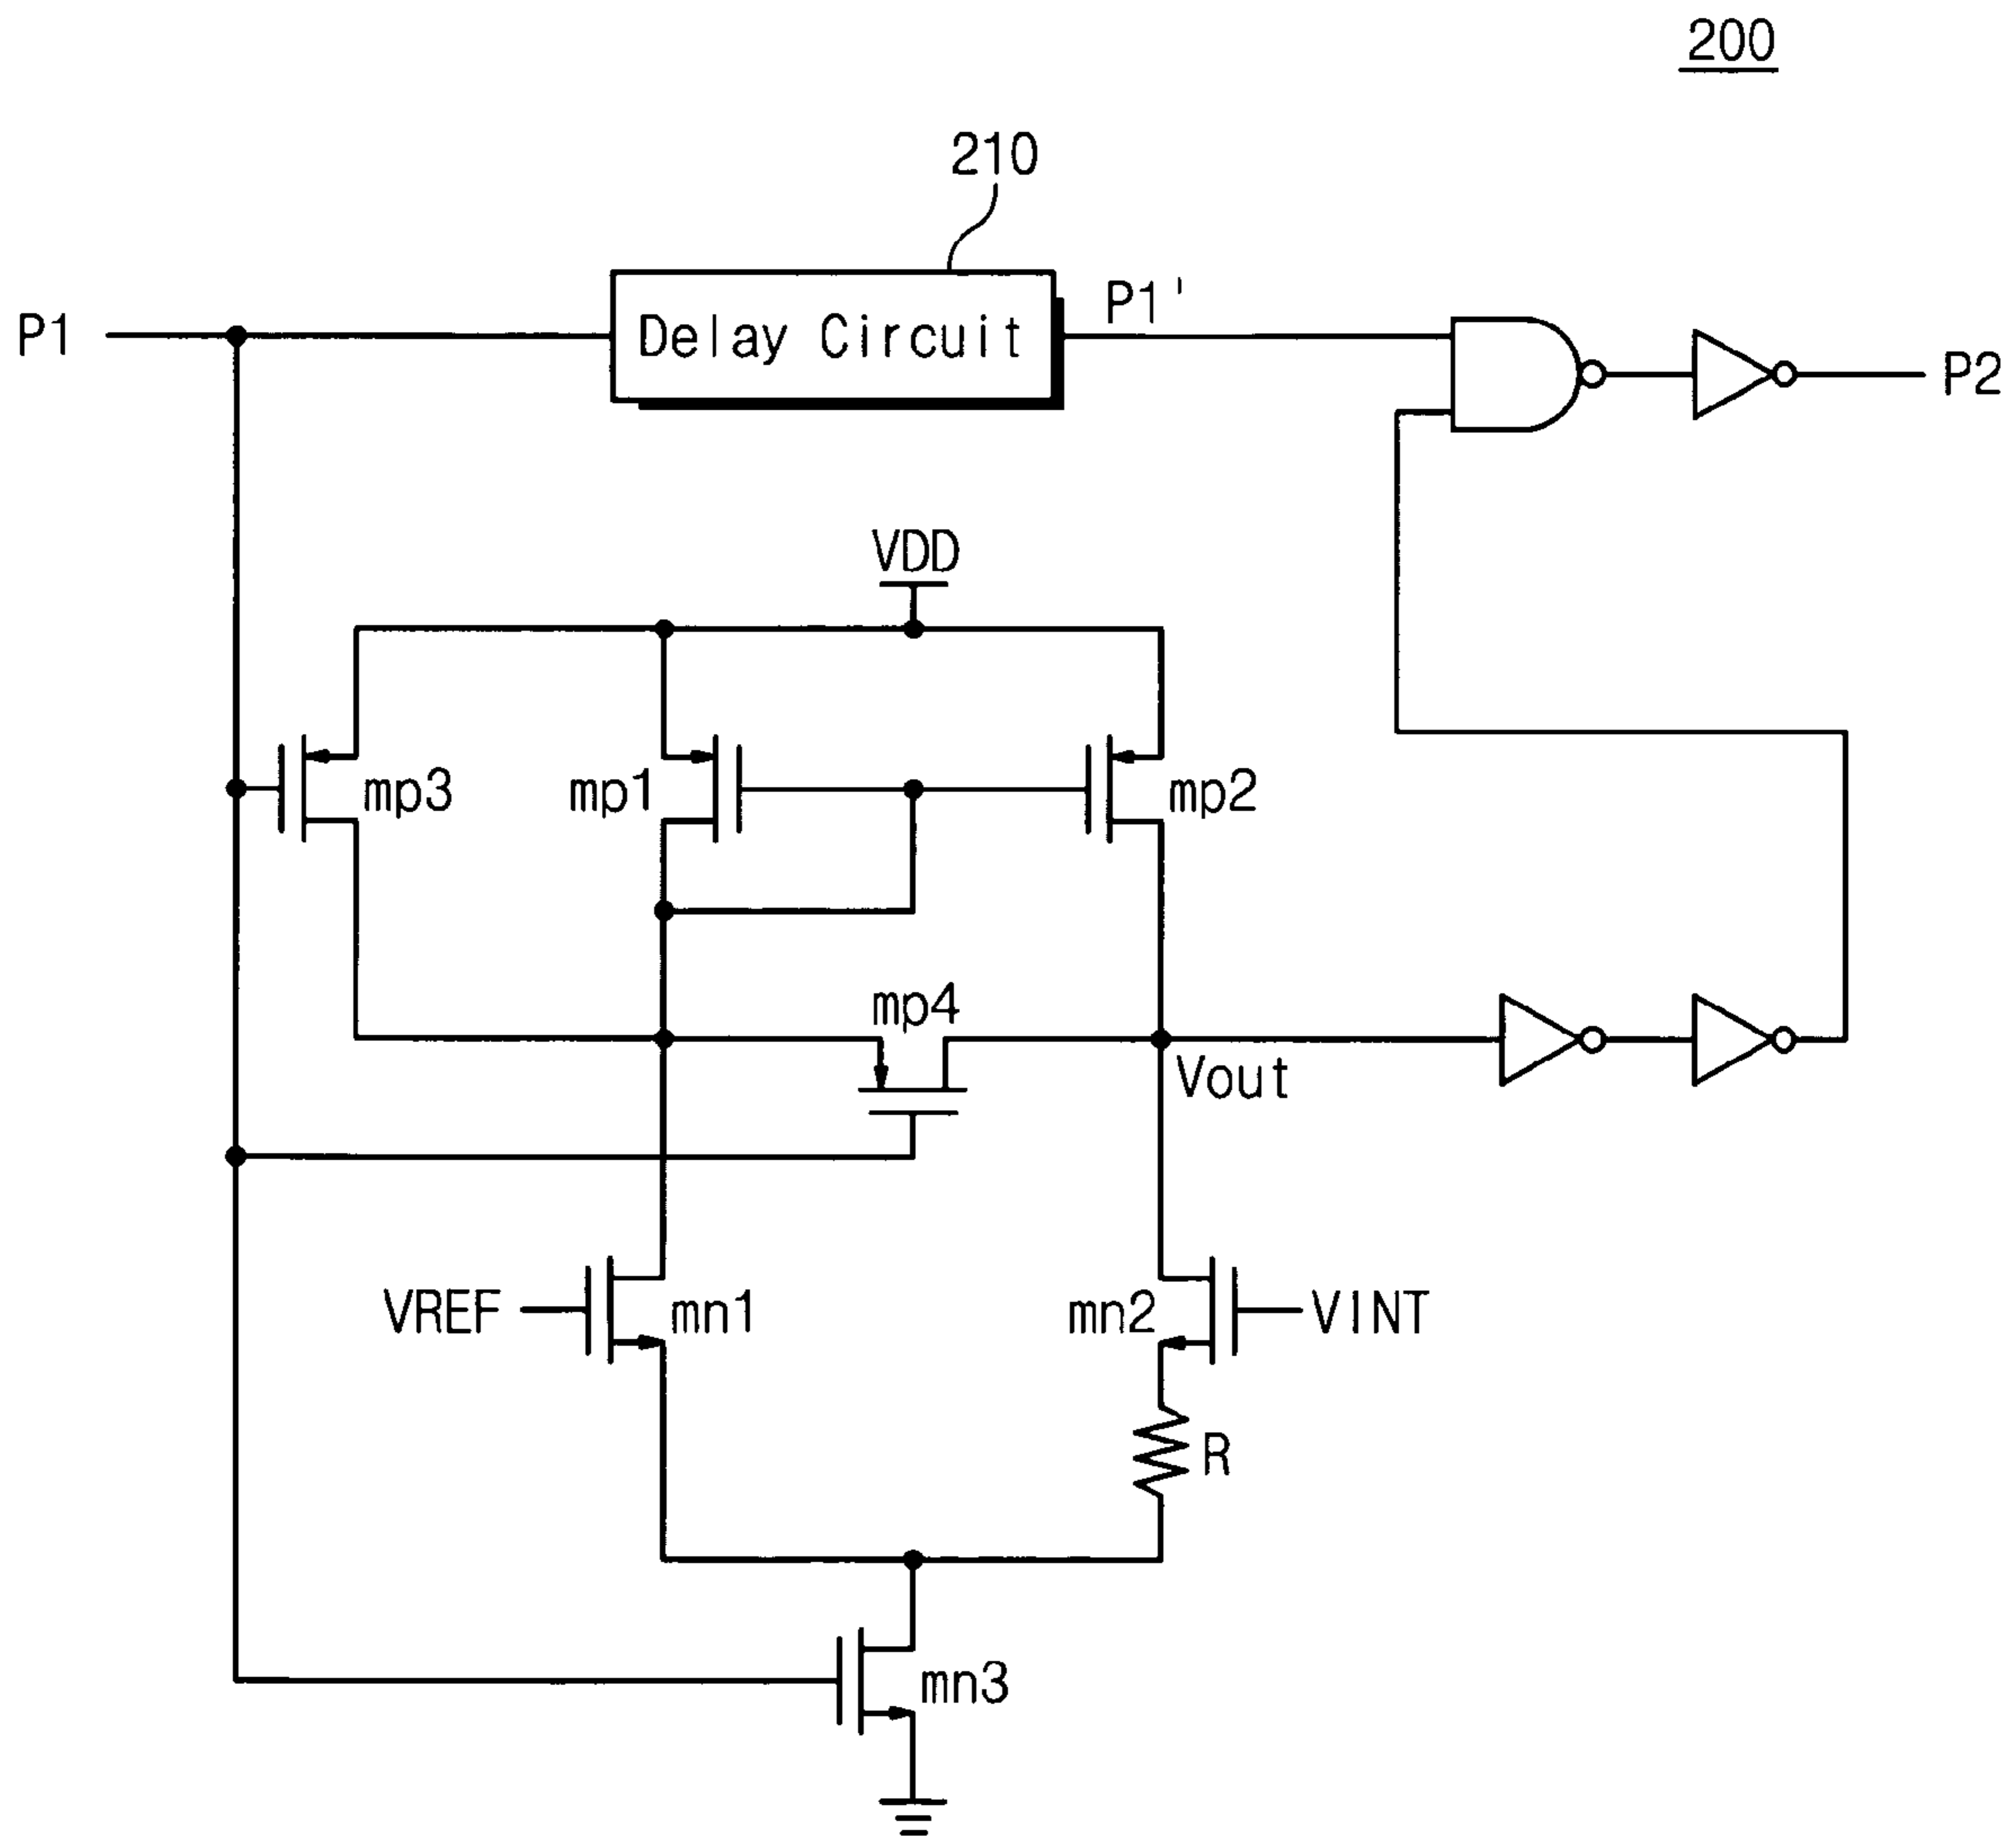 200
210
P1
Delay Circuit
P1'
P2
VDD
mp3
mp1
mp2
mp4
Vout
VREF
mn1
mn2
VINT
R
mn3